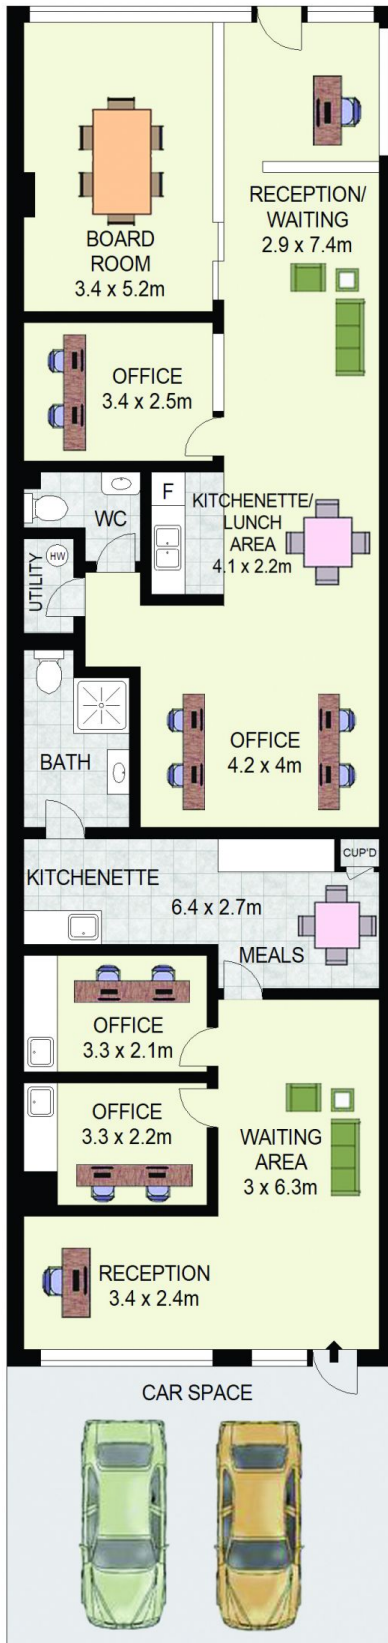 BOARD
ROOM
3.4 x 5.2m
RECEPTION/
WAITING
2.9 x 7.4m
OFFICE
3.4 x 2.5m
F
KITCHENETTE/
LUNCH
AREA
4.1 x 2.2m
WC
HW
UTILITY
OFFICE
4.2 x 4m
BATH
CUP'D
KITCHENETTE
6.4 x 2.7m
MEALS
OFFICE
3.3 x 2.1m
OFFICE
3.3 x 2.2m
WAITING
AREA
3 x 6.3m
RECEPTION
3.4 x 2.4m
CAR SPACE